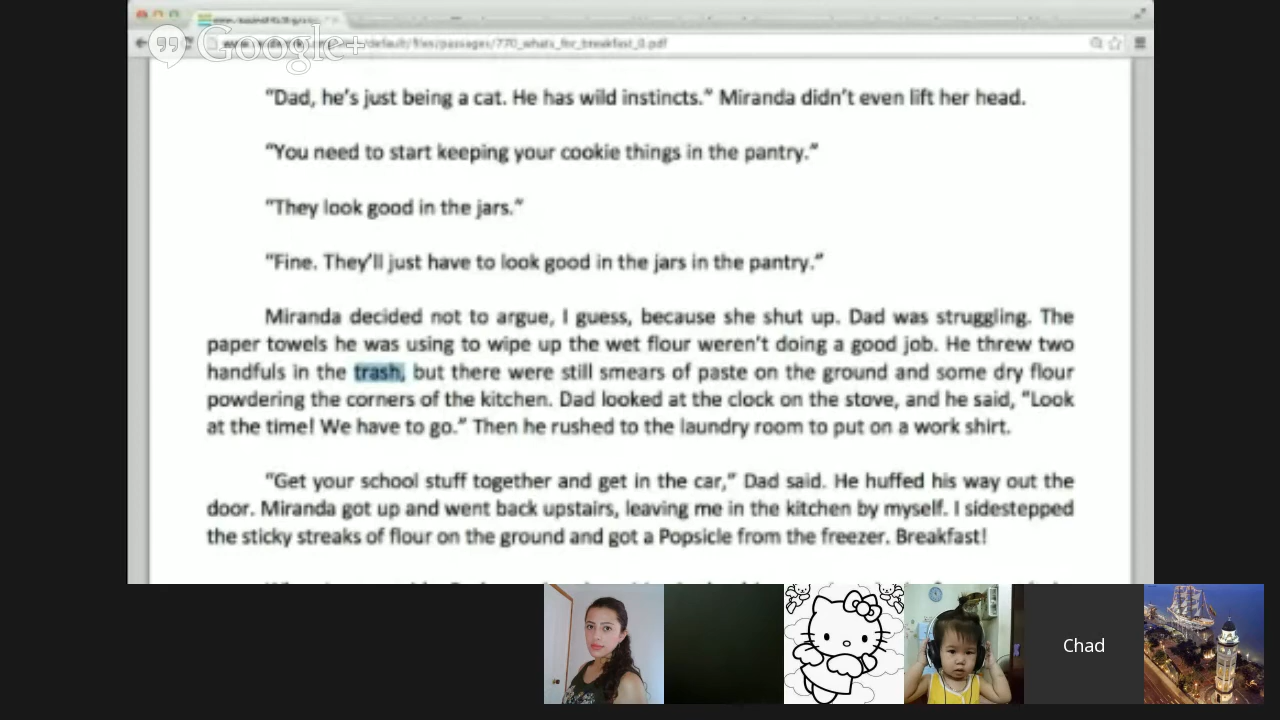 Google+
default/files/passages/770_whats_for_breakfast_0.pdf
“Dad, he’s just being a cat. He has wild instincts.” Miranda didn’t even lift her head.
“You need to start keeping your cookie things in the pantry.”
“They look good in the jars.”
“Fine. They’ll just have to look good in the jars in the pantry.”
Miranda decided not to argue, I guess, because she shut up. Dad was struggling. The
paper towels he was using to wipe up the wet flour weren’t doing a good job. He threw two
handfuls in the trash, but there were still smears of paste on the ground and some dry flour
powdering the corners of the kitchen. Dad looked at the clock on the stove, and he said, “Look
at the time! We have to go.” Then he rushed to the laundry room to put on a work shirt.
“Get your school stuff together and get in the car,” Dad said. He huffed his way out the
door. Miranda got up and went back upstairs, leaving me in the kitchen by myself. I sidestepped
the sticky streaks of flour on the ground and got a Popsicle from the freezer. Breakfast!
Chad